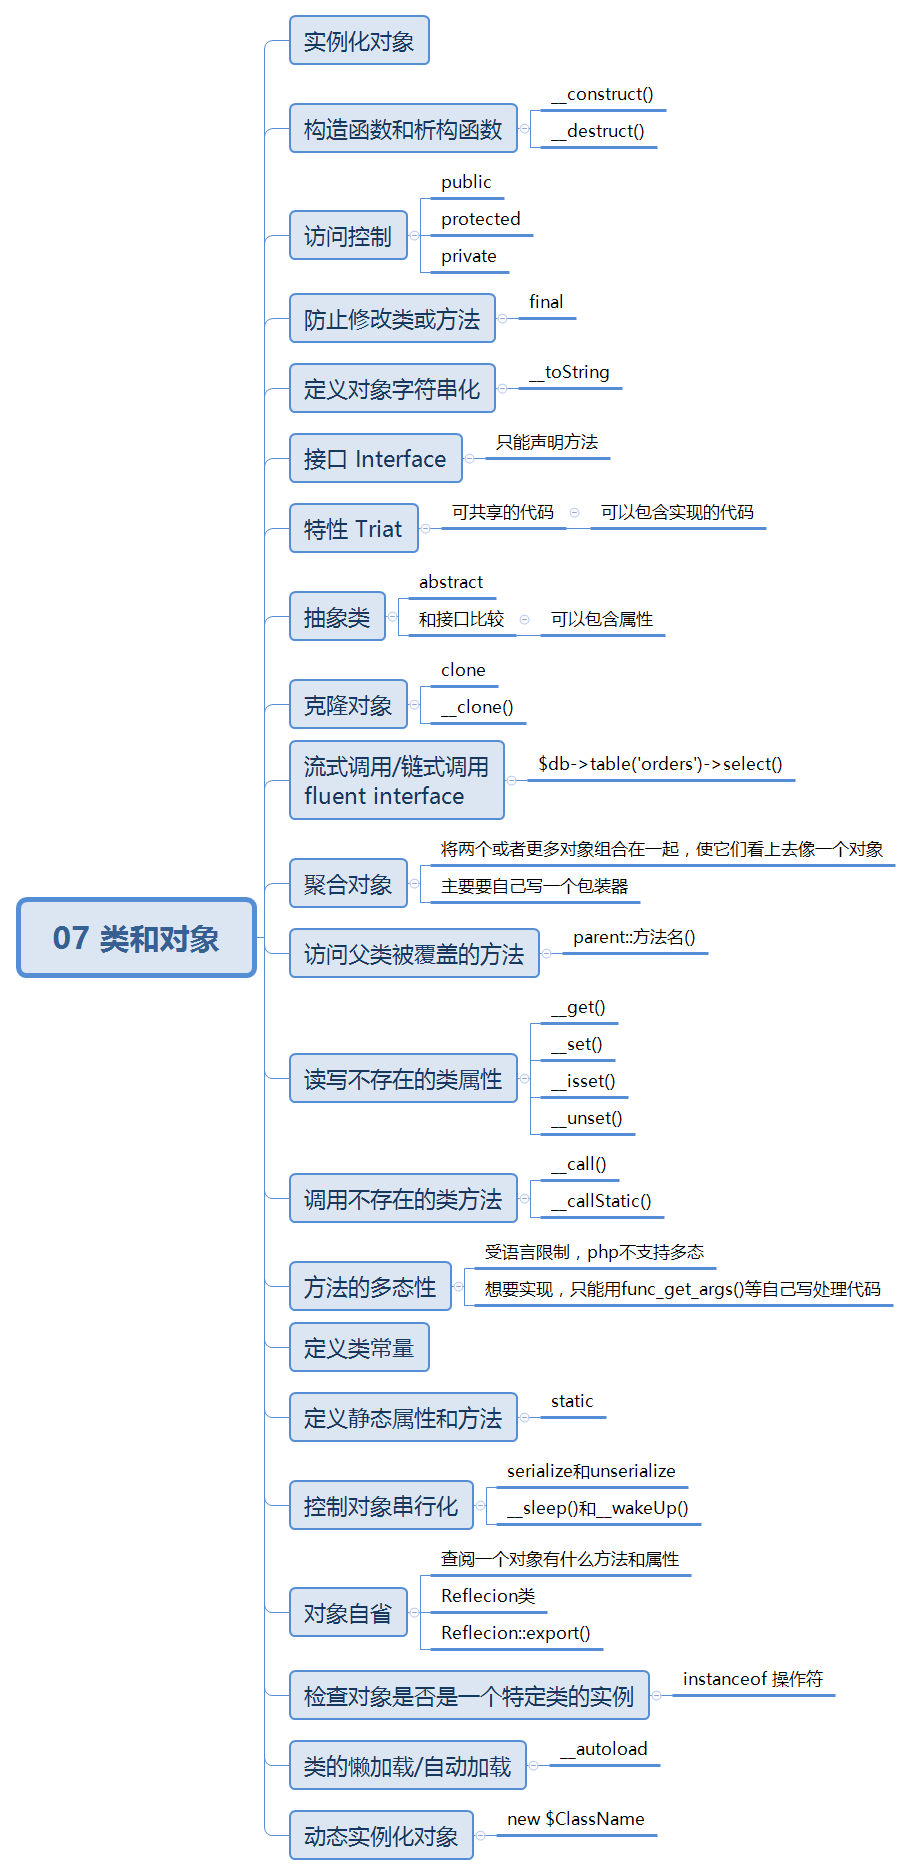 07 类和对象
实例化对象
构造函数和析构函数
__construct()
__destruct()
访问控制
public
protected
private
防止修改类或方法
final
定义对象字符串化
__toString
接口 Interface
只能声明方法
特性 Triat
可共享的代码
可以包含实现的代码
抽象类
abstract
和接口比较
可以包含属性
克隆对象
clone
__clone()
流式调用/链式调用
fluent interface
$db->table('orders')->select()
聚合对象
将两个或者更多对象组合在一起，使它们看上去像一个对象
主要要自己写一个包装器
访问父类被覆盖的方法
parent::方法名()
读写不存在的类属性
__get()
__set()
__isset()
__unset()
调用不存在的类方法
__call()
__callStatic()
方法的多态性
受语言限制，php不支持多态
想要实现，只能用func_get_args()等自己写处理代码
定义类常量
定义静态属性和方法
static
控制对象串行化
serialize和unserialize
__sleep()和__wakeUp()
对象自省
查阅一个对象有什么方法和属性
Reflecion类
Reflecion::export()
检查对象是否是一个特定类的实例
instanceof 操作符
类的懒加载/自动加载
__autoload
动态实例化对象
new $ClassName